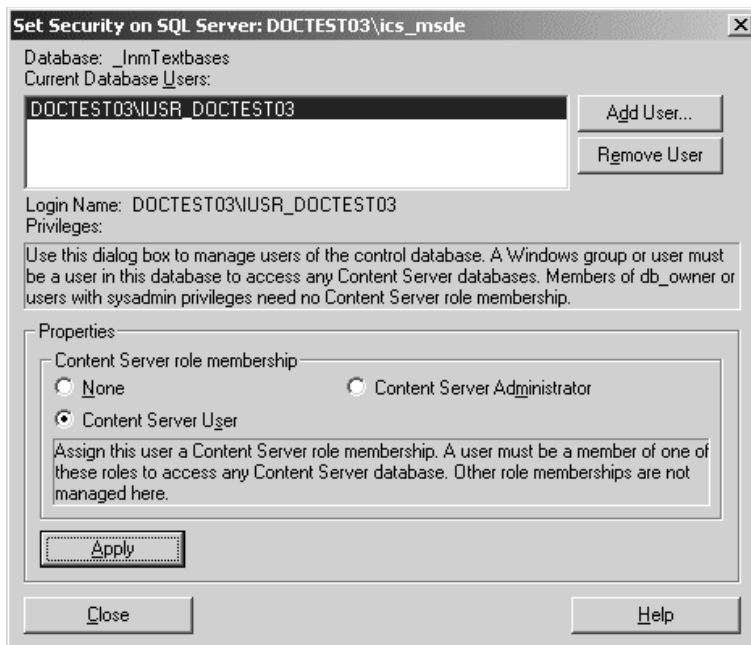 Set Security on SQL Server: DOCTEST03\ics_msde
Database: _InmTextbases
Current Database Users:
DOCTEST03\IUSR_DOCTEST03
Add User...
Remove User
Login Name: DOCTEST03\IUSR_DOCTEST03
Privileges:
Use this dialog box to manage users of the control database. A Windows group or user must
be a user in this database to access any Content Server databases. Members of db_owner or
users with sysadmin privileges need no Content Server role membership.
Properties
Content Server role membership
None
Content Server Administrator
Content Server User
Assign this user a Content Server role membership. A user must be a member of one of
these roles to access any Content Server database. Other role memberships are not
managed here.
Apply
Close
Help